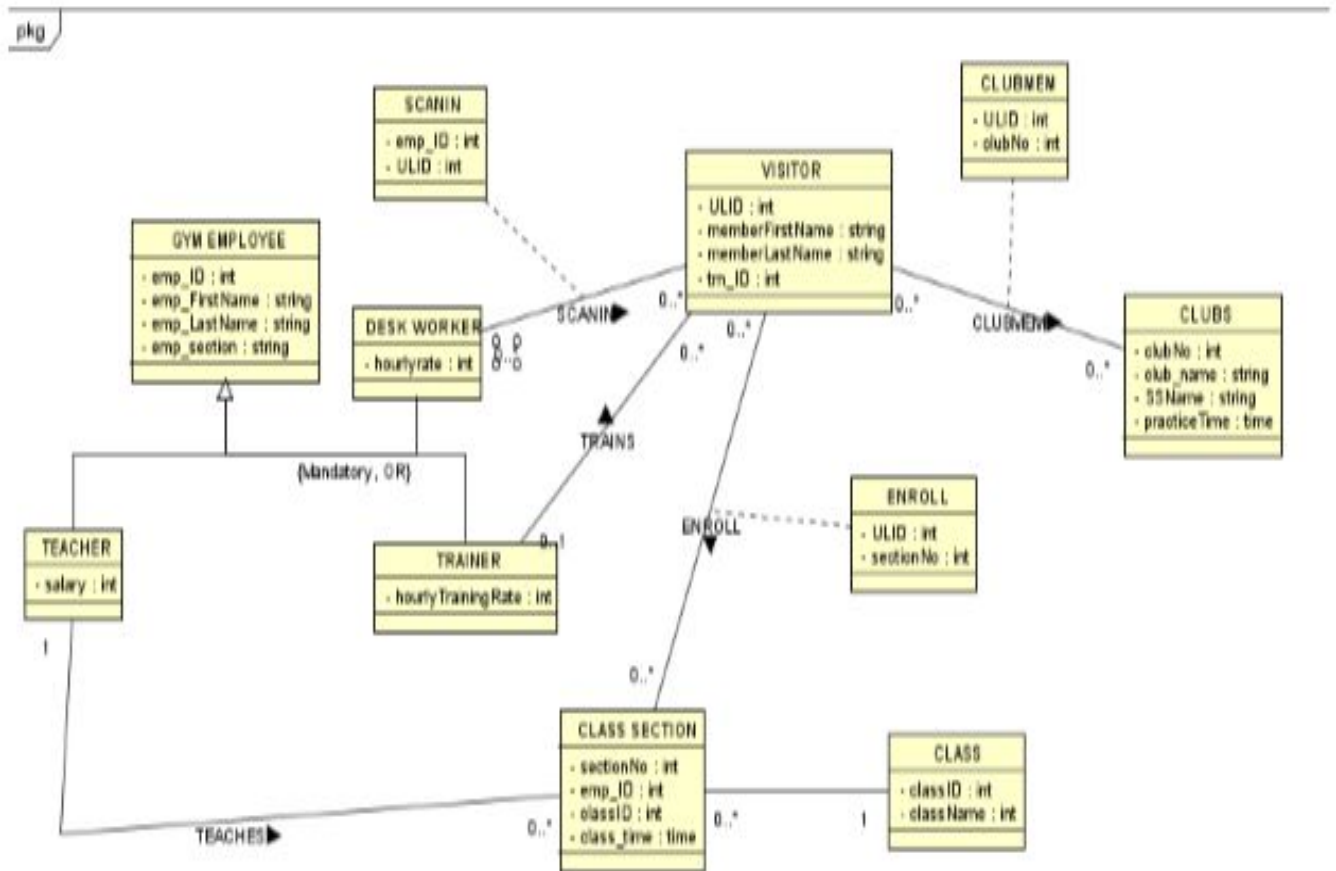 pkg
SCANIN
- emp_ID : int
- ULID : int
CLUBMEM
- ULID : int
- clubNo : int
VISITOR
- ULID : int
- memberFirstName : string
- memberLastName : string
- trn_ID : int
GYM EMPLOYEE
- emp_ID : int
- emp_FirstName : string
- emp_LastName : string
- emp_section : string
DESK WORKER
- hourlyrate : int
SCANIN
0..*
CLUBMEM
0..*
0..*
CLUBS
- clubNo : int
- club_name : string
- SSName : string
- practiceTime : time
0..*
0..*
TRAINS
0..1
{Mandatory, OR}
TEACHER
- salary : int
1
TRAINER
- hourlyTrainingRate : int
ENROLL
ENROLL
- ULID : int
- sectionNo : int
0..*
CLASS SECTION
- sectionNo : int
- emp_ID : int
- classID : int
- class_time : time
CLASS
- classID : int
- className : int
TEACHES
0..*
0..*
1